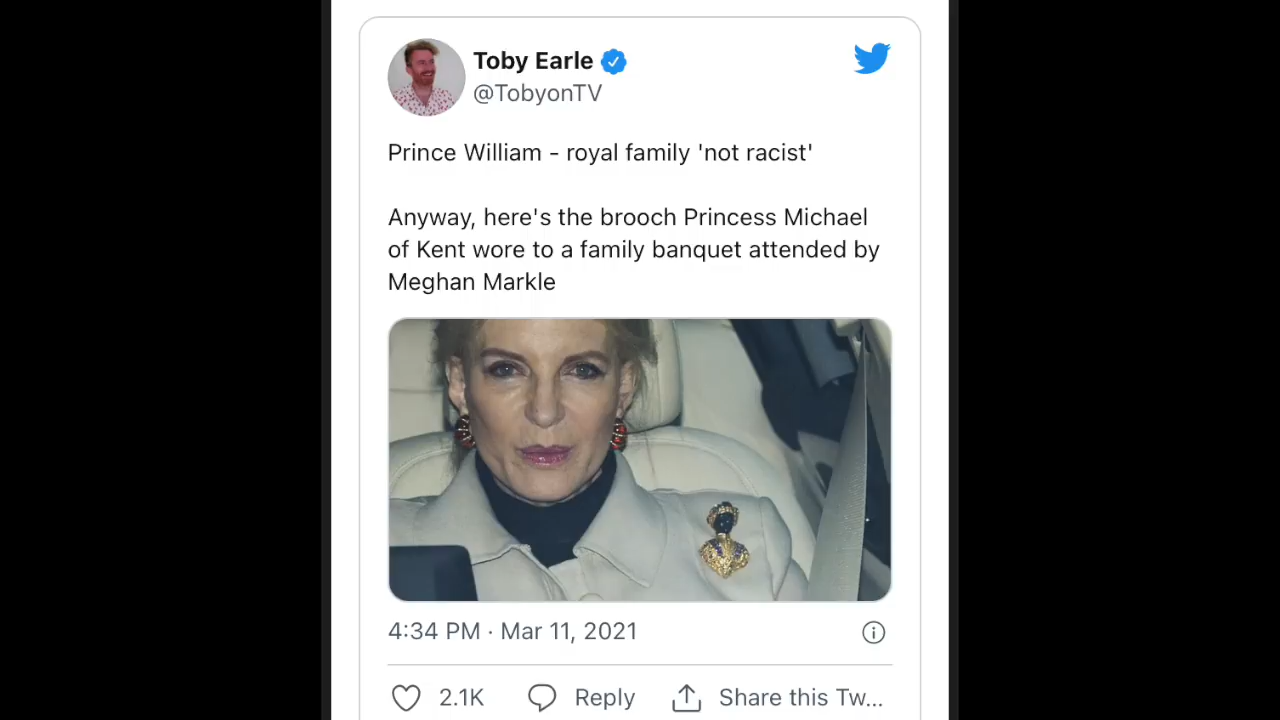 Toby Earle
@TobyonTV
Prince William - royal family 'not racist'
Anyway, here's the brooch Princess Michael
of Kent wore to a family banquet attended by
Meghan Markle
4:34 PM · Mar 11, 2021
2.1K Reply Share this Tw...